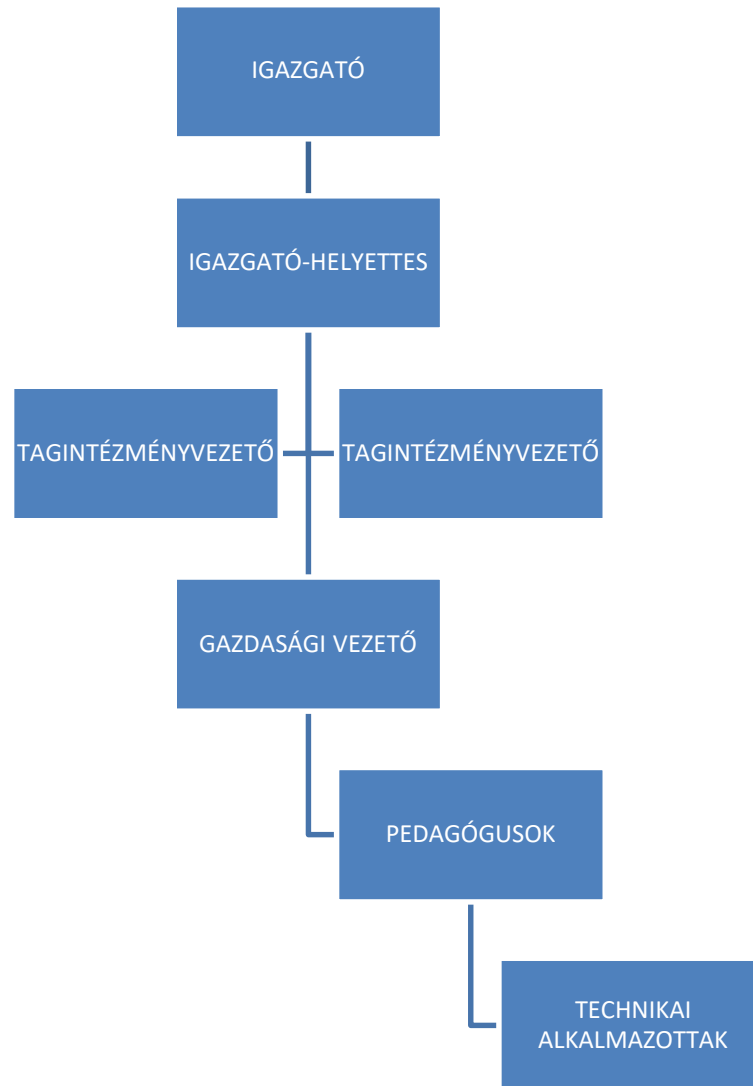 IGAZGATÓ
IGAZGATÓ-HELYETTES
TAGINTÉZMÉNYVEZETŐ
TAGINTÉZMÉNYVEZETŐ
GAZDASÁGI VEZETŐ
PEDAGÓGUSOK
TECHNIKAI
ALKALMAZOTTAK